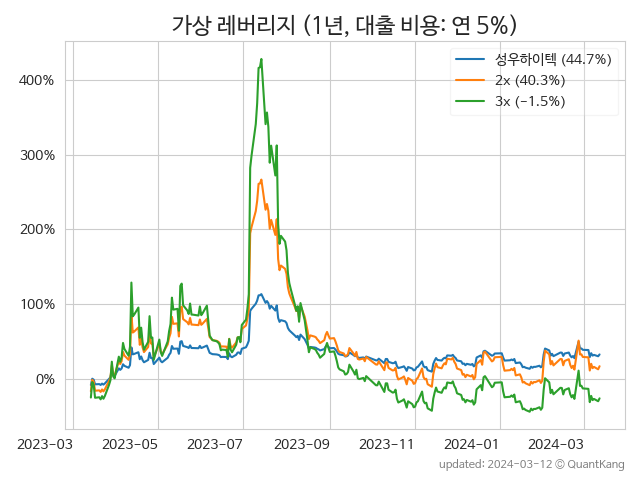 가상 레버리지 (1년, 대출 비용: 연 5%)
성우하이텍 (44.7%)
2x (40.3%)
3x (-1.5%)
400%
300%
200%
100%
0%
2023-03 2023-05 2023-07 2023-09 2023-11 2024-01 2024-03
updated: 2024-03-12 © QuantKang